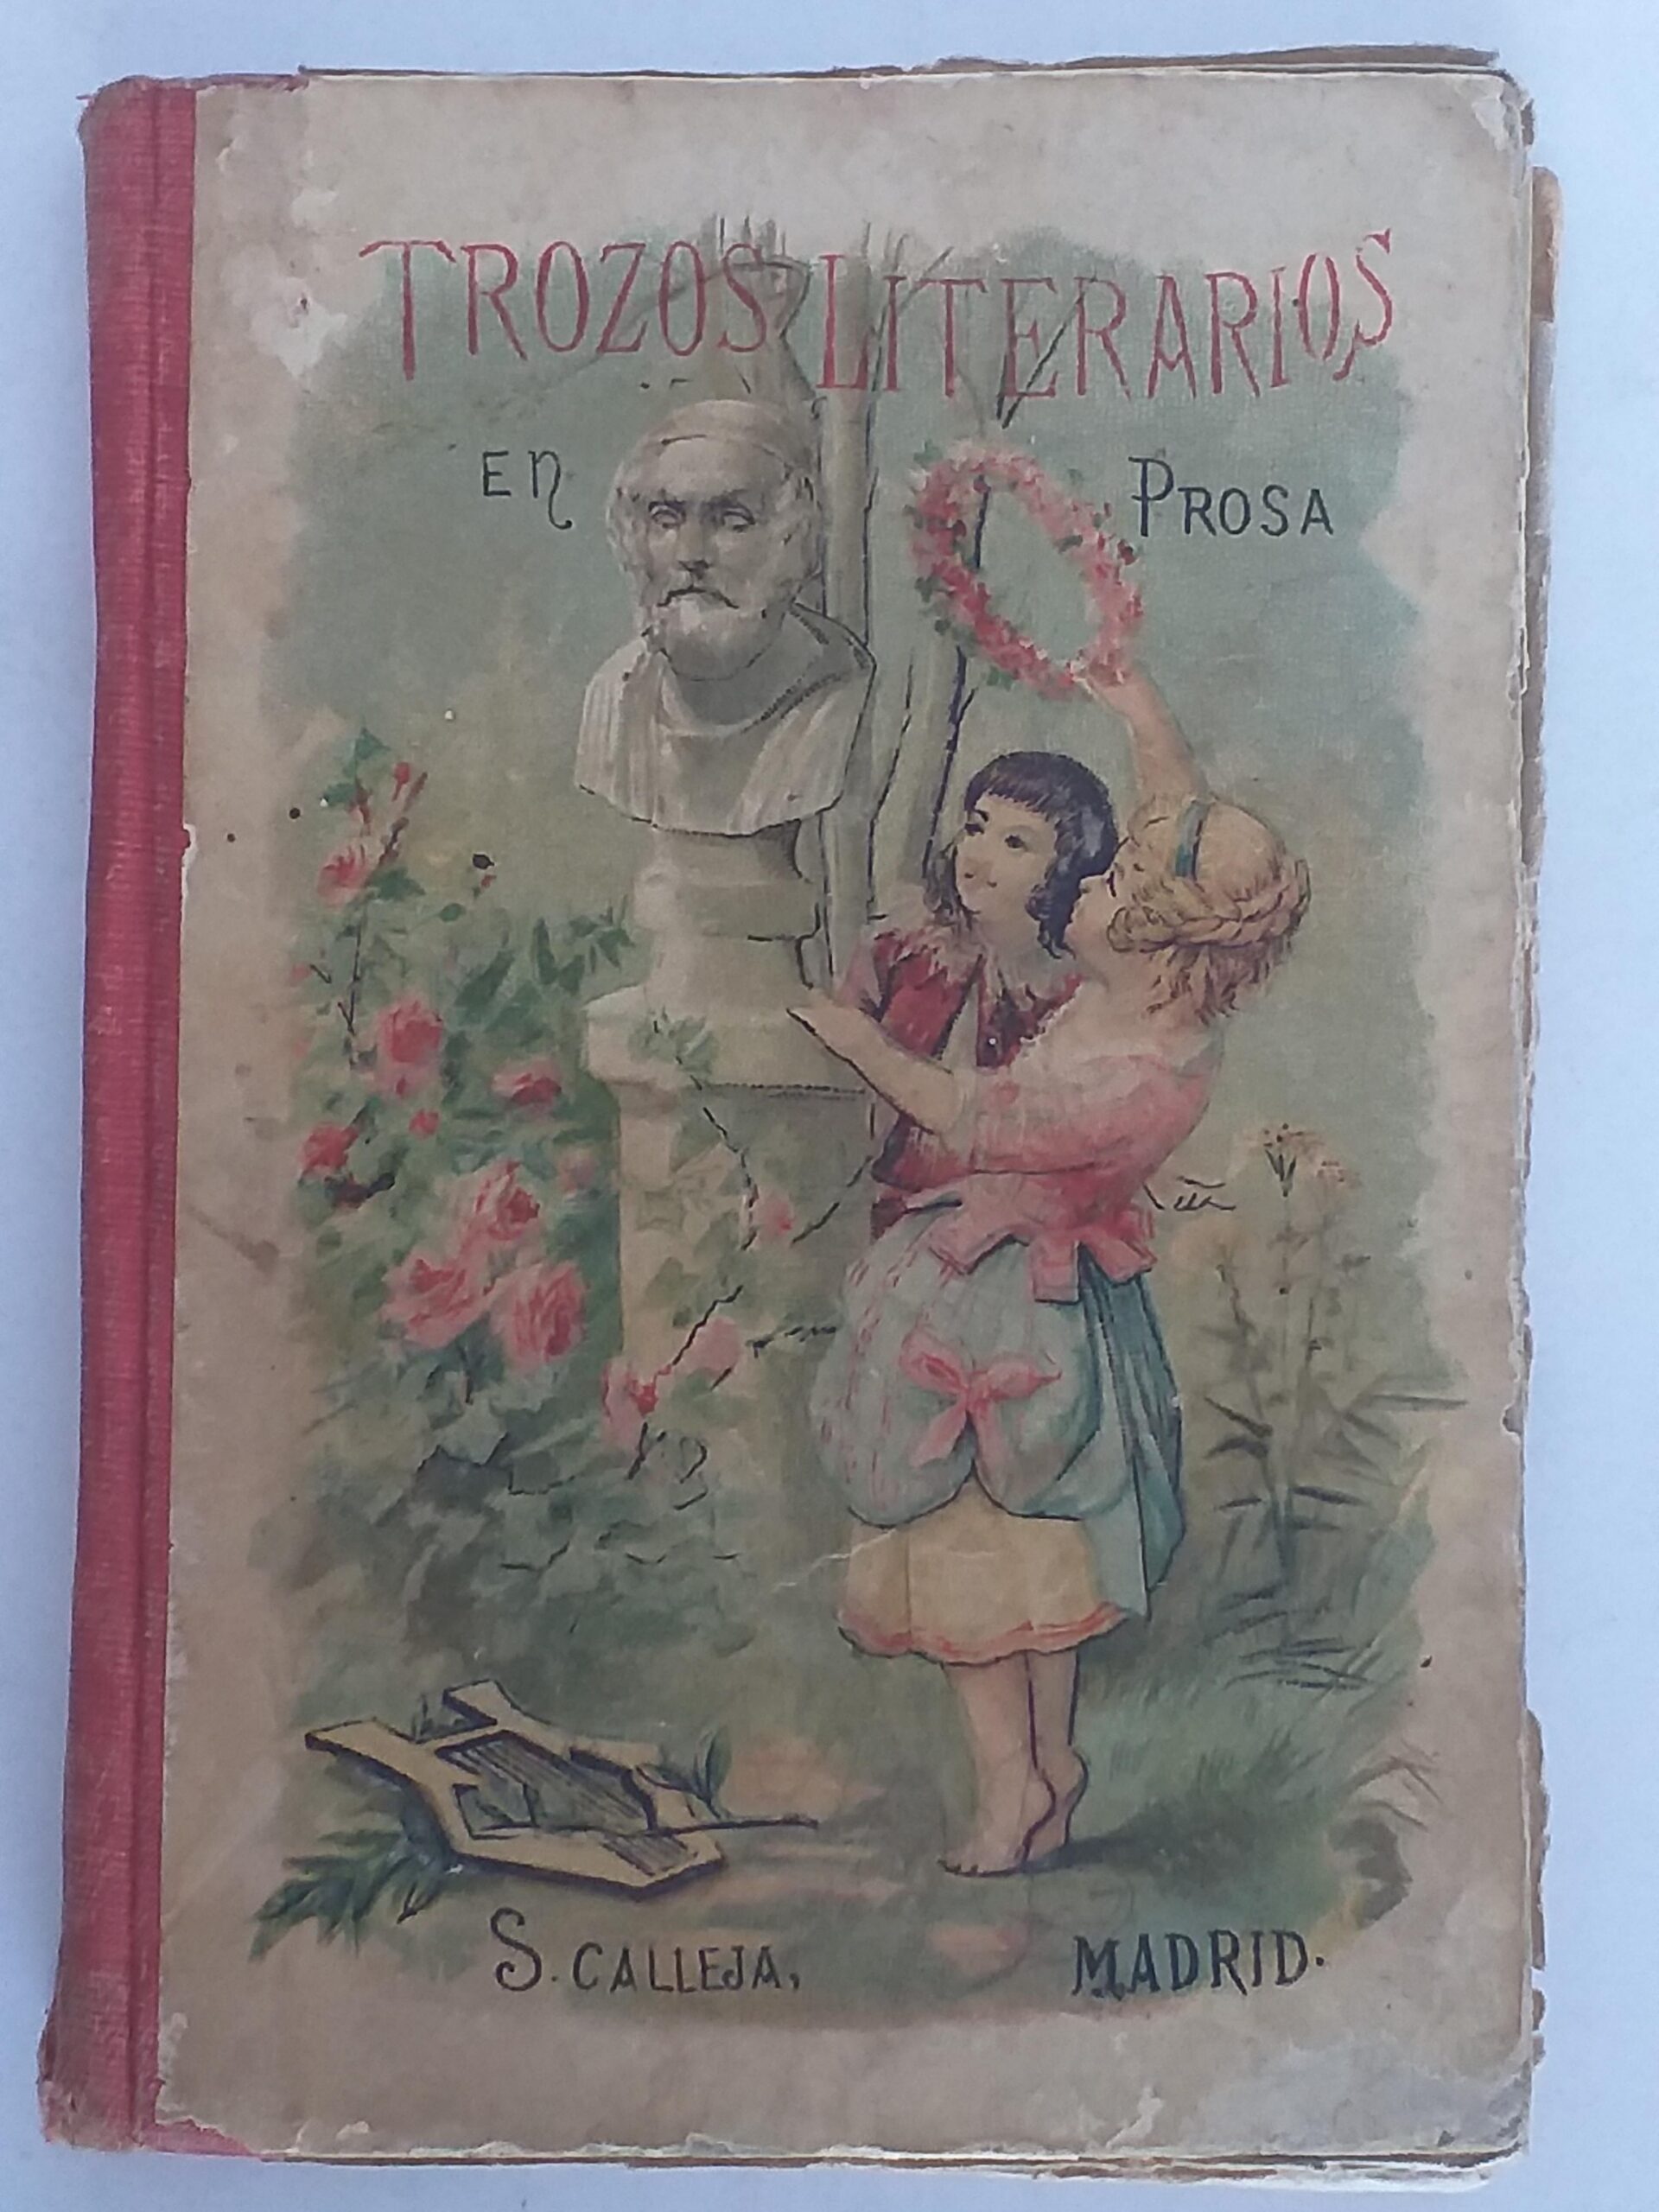 TROZOS LITERARIOS
EN PROSA
S. CALLEJA, MADRID.